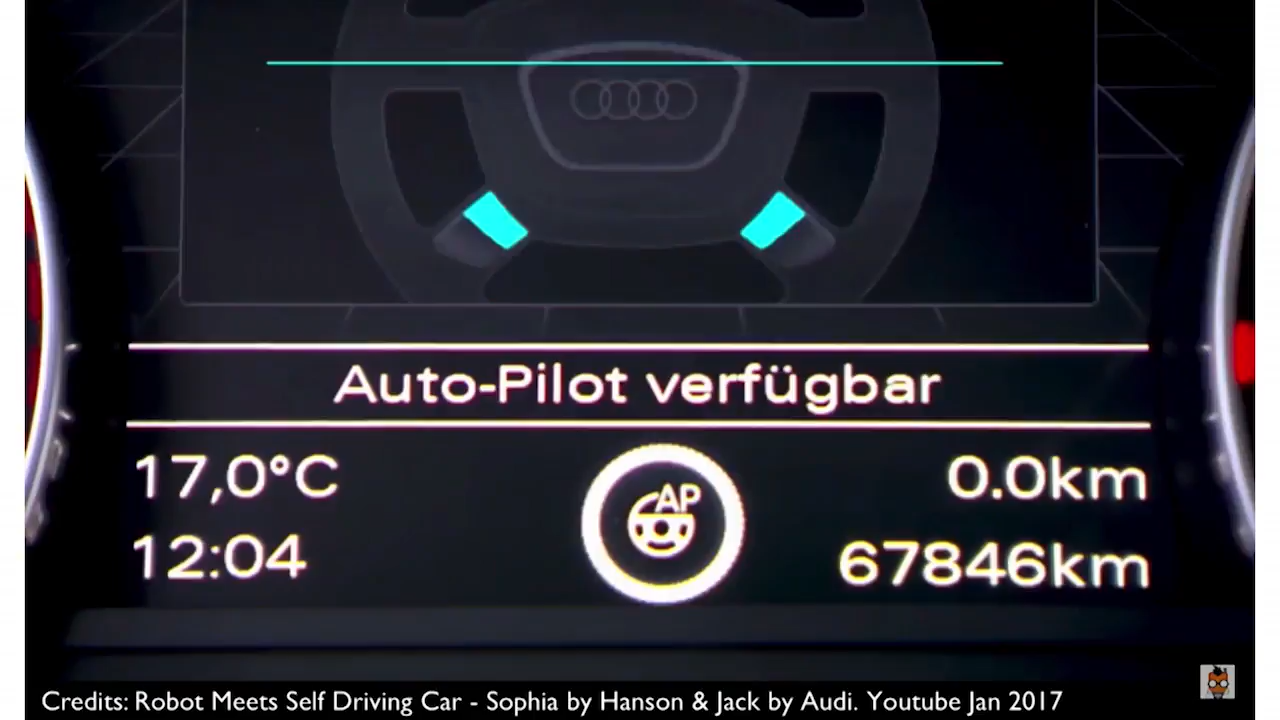 Auto-Pilot verfügbar
17,0°C
AP
0.0km
12:04
67846km
Credits: Robot Meets Self Driving Car - Sophia by Hanson & Jack by Audi. Youtube Jan 2017